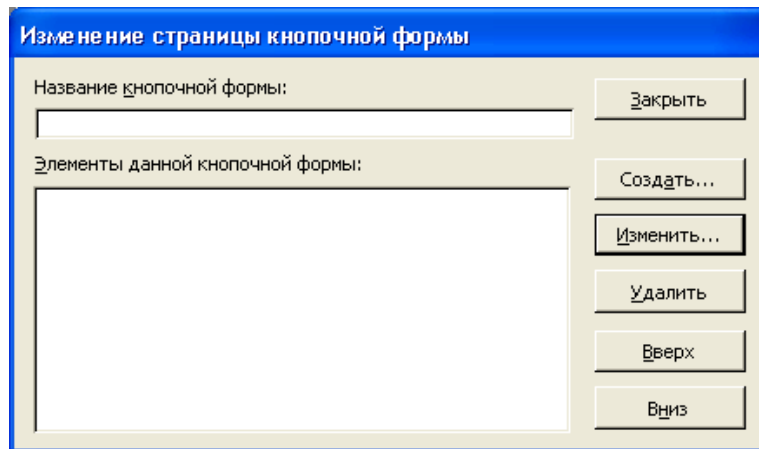 Изменение страницы кнопочной формы
Название кнопочной формы:
Закрыть
Элементы данной кнопочной формы:
Создать...
Изменить...
Удалить
Вверх
Вниз